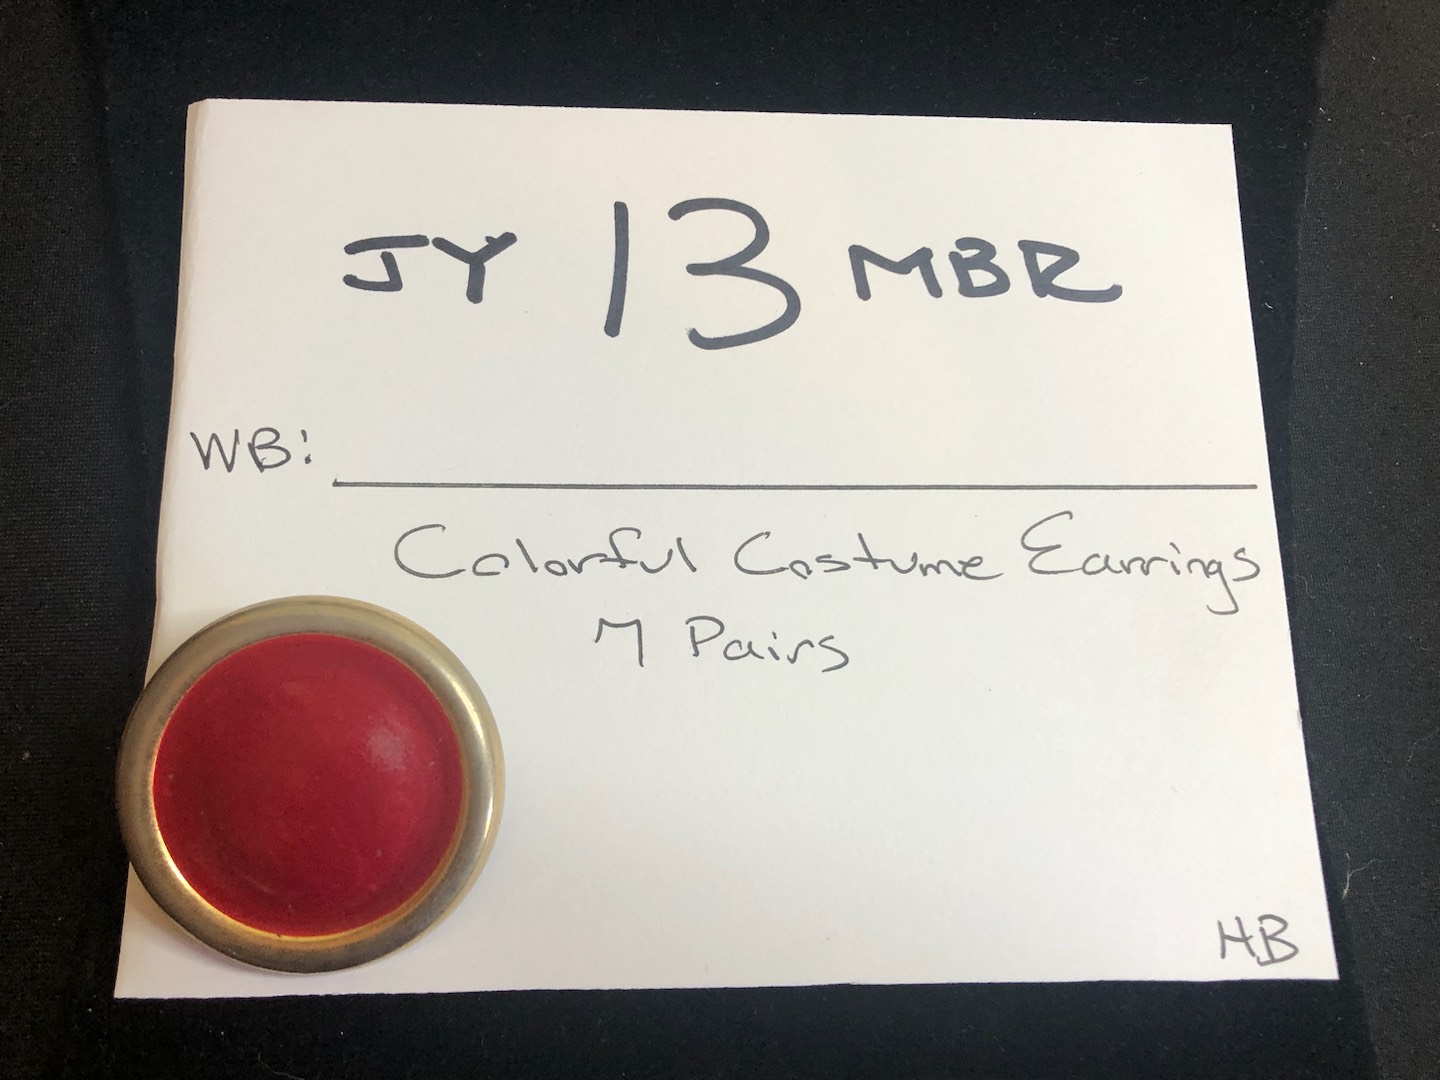 JY 13 MBR
WB:
Colorful Costume Earrings
7 Pairs
HB